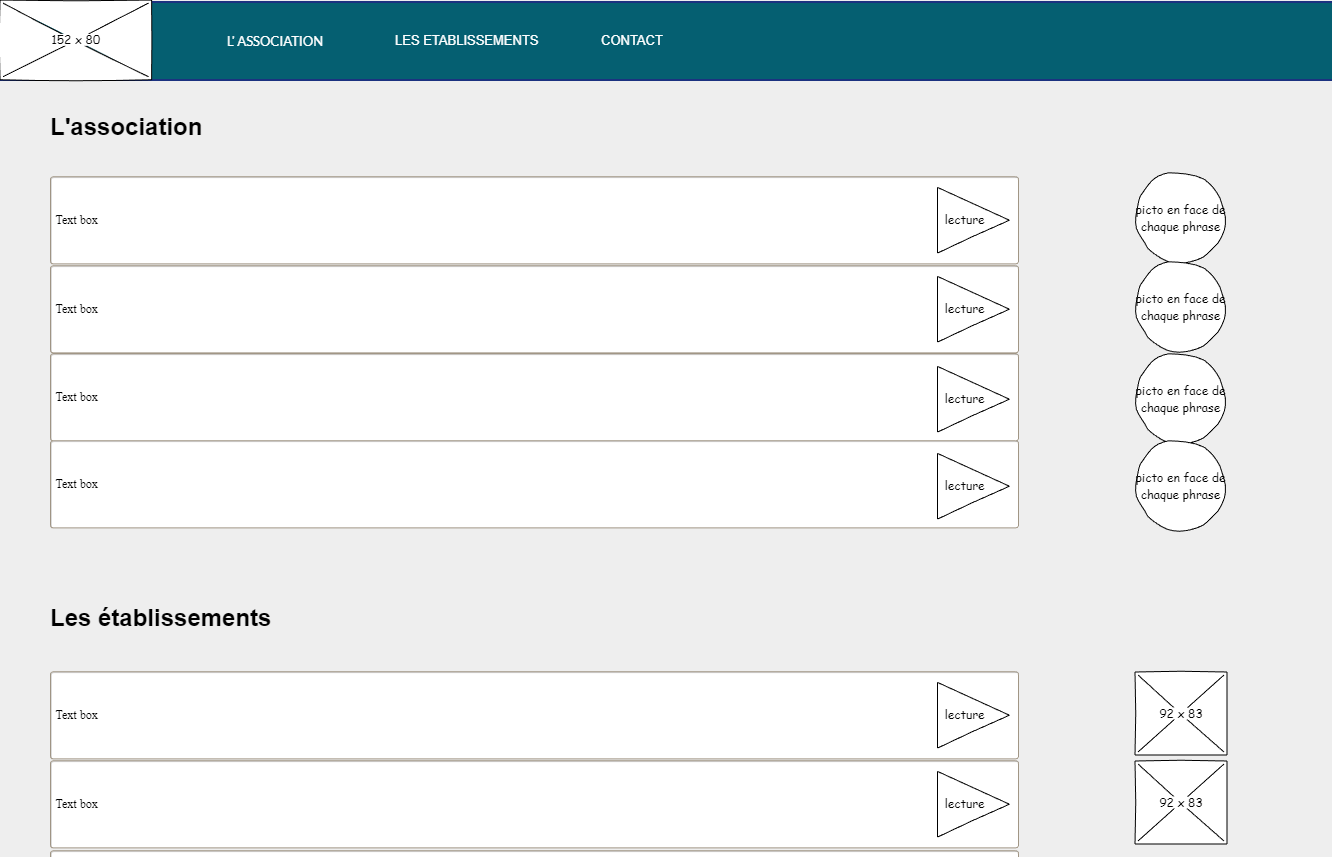 152 x 80
L' ASSOCIATION
LES ETABLISSEMENTS
CONTACT
L'association
Text box
lecture
picto en face de
chaque phrase
Text box
lecture
picto en face de
chaque phrase
Text box
lecture
picto en face de
chaque phrase
Text box
lecture
picto en face de
chaque phrase
Les établissements
Text box
lecture
92 x 83
Text box
lecture
92 x 83